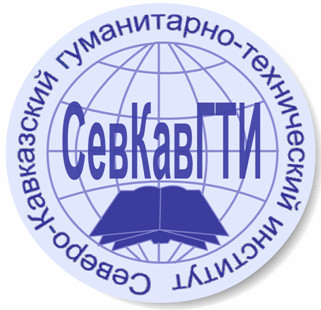 Северо-Кавказский гуманитарно-технический институт
СевКавГТИ